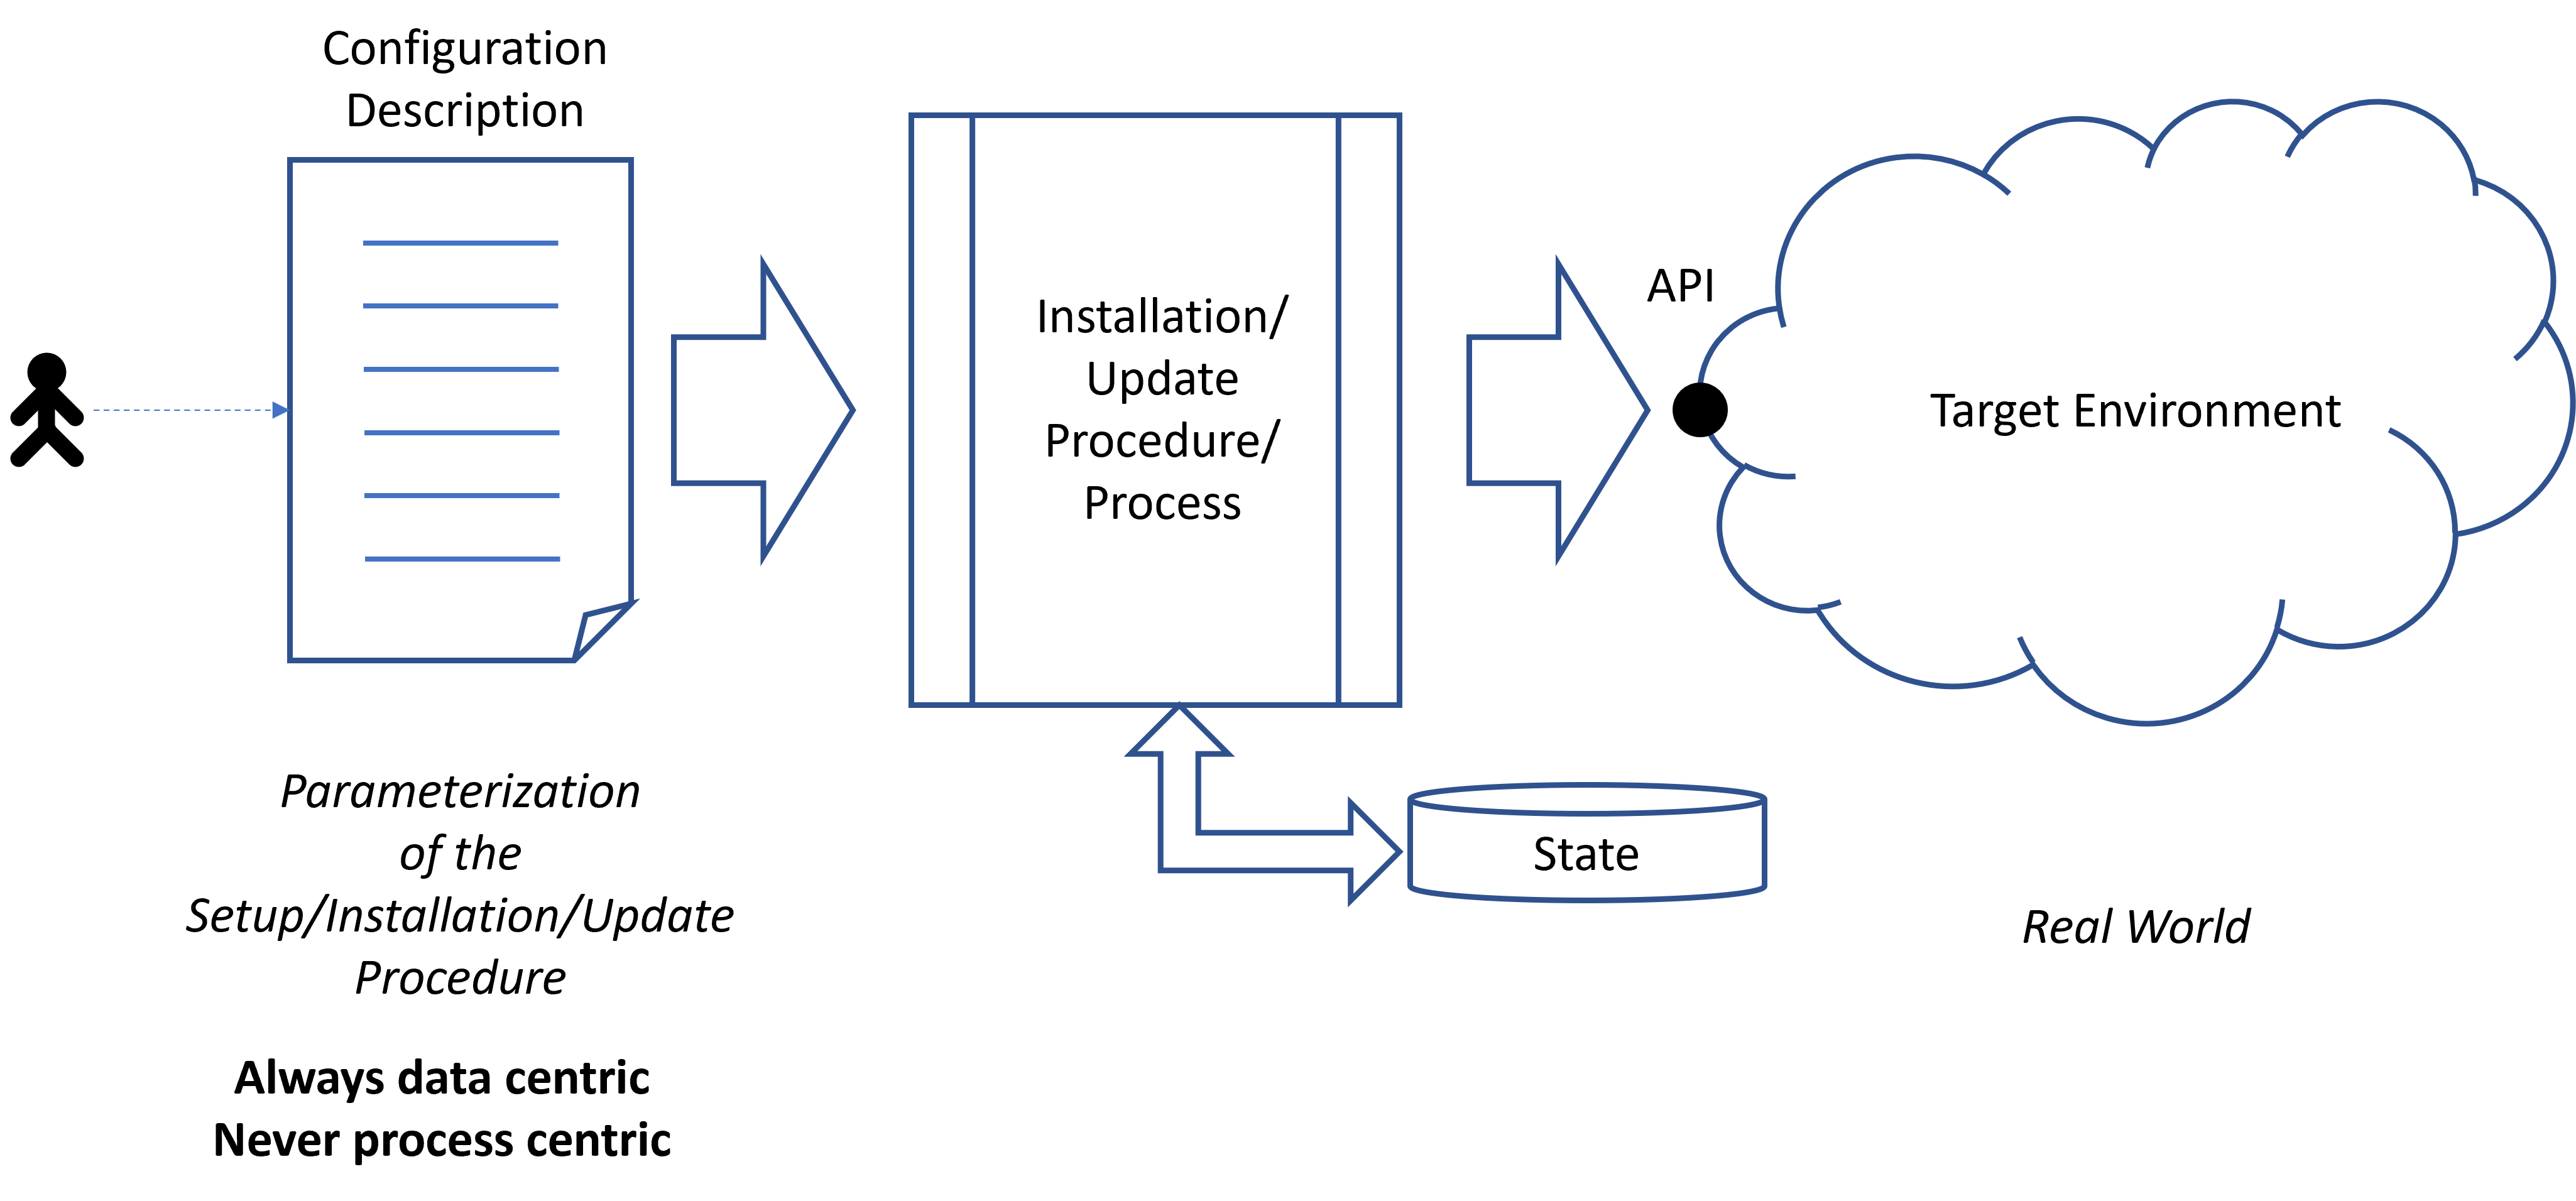 Configuration
Description
Installation/
Update
Procedure/
Process
API
Target Environment
State
Parameterization
of the
Setup/Installation/Update
Procedure
Real World
Always data centric
Never process centric